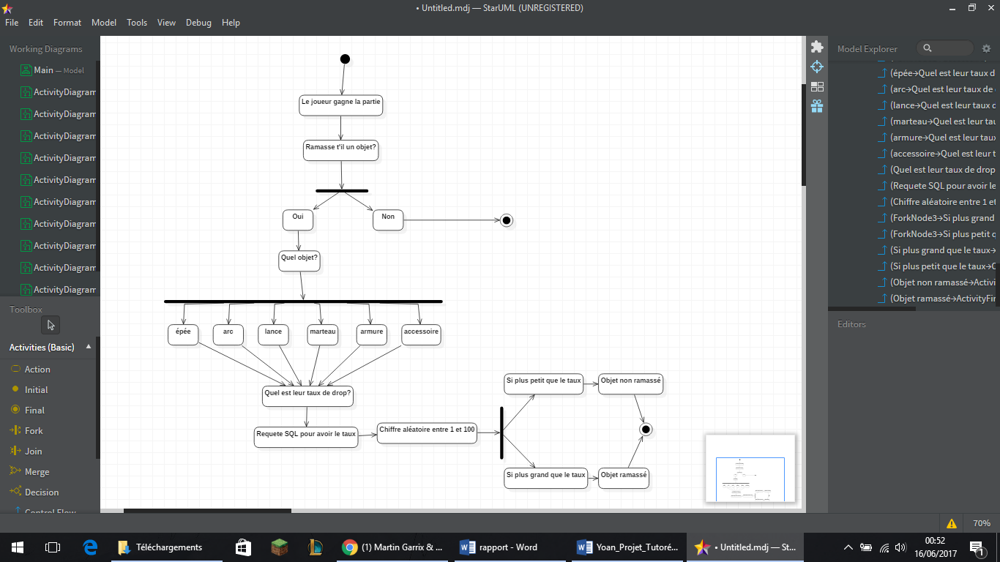 • Untitled.mdj — StarUML (UNREGISTERED)
File Edit Format Model Tools View Debug Help
Working Diagrams
Main — Model
ActivityDiagram
ActivityDiagram
ActivityDiagram
ActivityDiagram
ActivityDiagram
ActivityDiagram
ActivityDiagram
ActivityDiagram
ActivityDiagram
ActivityDiagram
Toolbox
Activities (Basic)
Action
Initial
Final
Fork
Join
Merge
Decision
Control Flow
Le joueur gagne la partie
Ramasse t'il un objet?
Oui
Non
Quel objet?
épée
arc
lance
marteau
armure
accessoire
Quel est leur taux de drop?
Requete SQL pour avoir le taux
Chiffre aléatoire entre 1 et 100
Si plus petit que le taux
Objet non ramassé
Si plus grand que le taux
Objet ramassé
Model Explorer
(épée→Quel est leur taux d
(arc→Quel est leur taux de
(lance→Quel est leur taux
(marteau→Quel est leur tau
(armure→Quel est leur taux
(accessoire→Quel est leur t
(Quel est leur taux de drop
(Requete SQL pour avoir le
(Chiffre aléatoire entre 1 et
(ForkNode3→Si plus grand
(ForkNode3→Si plus petit
(Si plus grand que le taux→
(Si plus petit que le taux→
(Objet non ramassé→Activi
(Objet ramassé→ActivityFin
Editors
70%
Téléchargements
(1) Martin Garrix & ...
rapport - Word
Yoan_Projet_Tutoré...
• Untitled.mdj — St...
00:52
16/06/2017
1